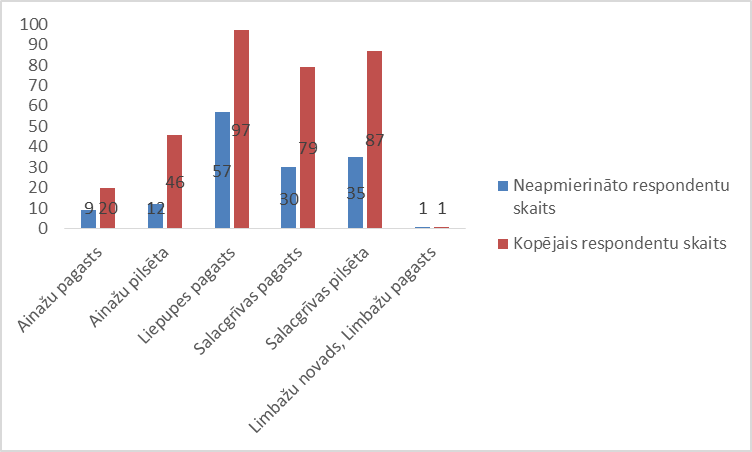 100
90
80
70
60
50
40
30
20
10
0
9 20
12 46
57 97
30 79
35 87
1 1
Ainažu pagasts
Ainažu pilsēta
Liepupes pagasts
Salacgrīvas pagasts
Salacgrīvas pilsēta
Limbažu novads, Limbažu pagasts
Neapmierināto respondentu
skaits
Kopējais respondentu skaits